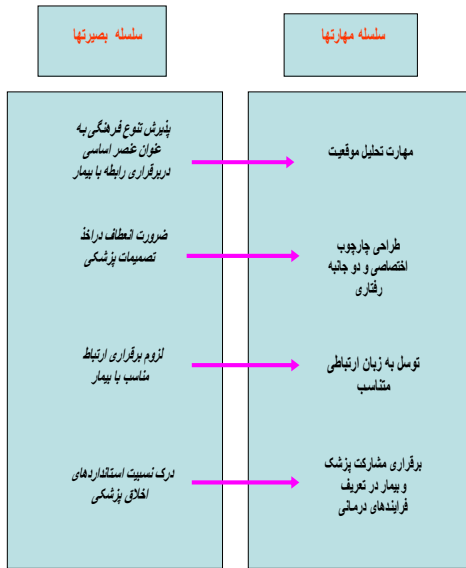 سلسله بصیرتها
سلسله مهارتها
پذیرش تنوع فرهنگی به
عنوان عنصر اساسی
دربرقراری رابطه با بیمار
مهارت تحلیل موقعیت
ضرورت انعطاف دراخذ
تصمیمات پزشکی
طراحی چارچوب
اختصاصی و دو جانبه
رفتاری
لزوم برقراری ارتباط
مناسب با بیمار
توسل به زبان ارتباطی
متناسب
درک نسبیت استانداردهای
اخلاق پزشکی
برقراری مشارکت پزشک
و بیمار در تعریف
فرایندهای درمانی